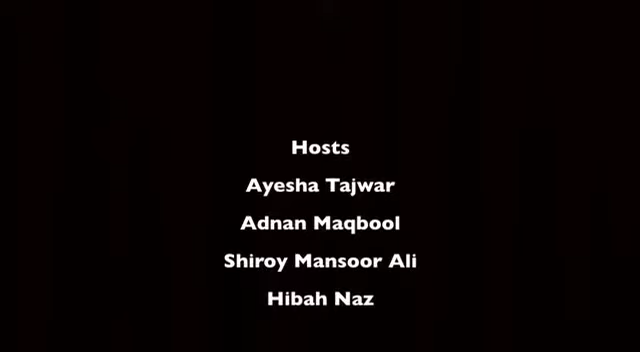 Hosts
Ayesha Tajwar
Adnan Maqbool
Shiroy Mansoor Ali
Hibah Naz